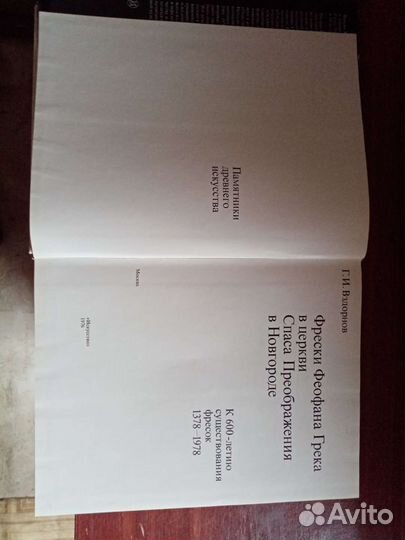 Памятники
древнего
искусства
Г.И. Вздорнов
Фрески Феофана Грека
в церкви
Спаса Преображения
в Новгороде
К 600-летию
существования
фресок
1378–1978
Москва
«Искусство»
1976
Avito